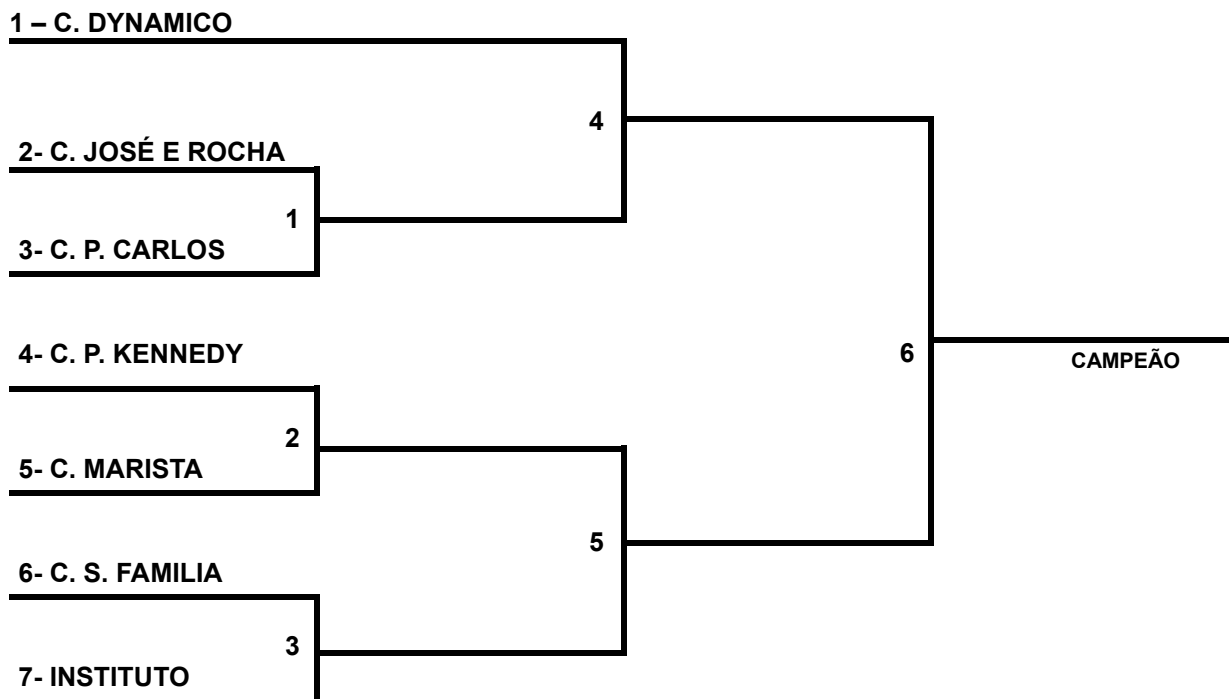 1 – C. DYNAMICO
4
2- C. JOSÉ E ROCHA
1
3- C. P. CARLOS
4- C. P. KENNEDY
6
CAMPEÃO
2
5- C. MARISTA
5
6- C. S. FAMILIA
3
7- INSTITUTO